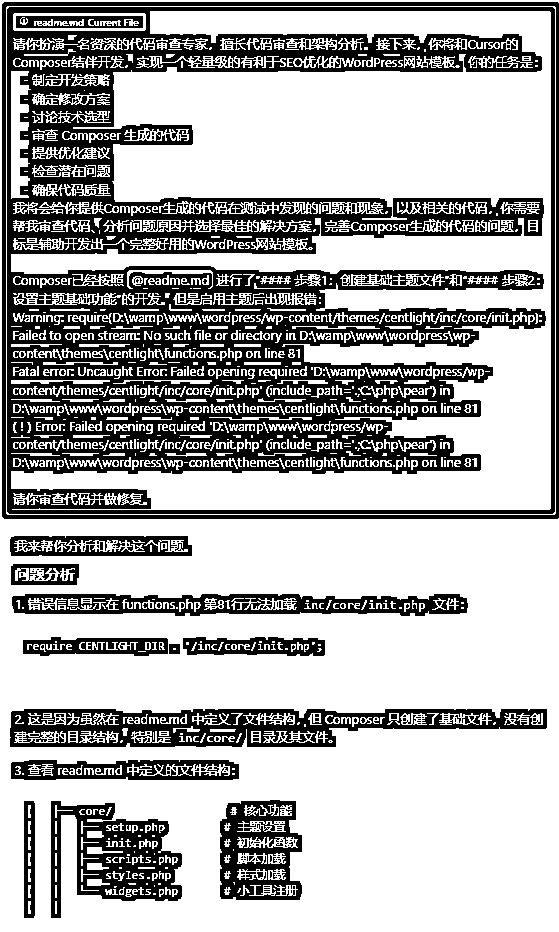 readme.md Current File
请你扮演一名资深的代码审查专家，擅长代码审查和架构分析。接下来，你将和Cursor的
Composer结伴开发，实现一个轻量级的有利于SEO优化的WordPress网站模板。你的任务是：
- 制定开发策略
- 确定修改方案
- 讨论技术选型
- 审查 Composer 生成的代码
- 提供优化建议
- 检查潜在问题
- 确保代码质量
我将会给你提供Composer生成的代码在测试中发现的问题和现象，以及相关的代码，你需要
帮我审查代码，分析问题原因并选择最佳的解决方案，完善Composer生成的代码的问题，目
标是辅助开发出一个完整好用的WordPress网站模板。
Composer已经按照 @readme.md 进行了"#### 步骤1：创建基础主题文件"和"#### 步骤2：
设置主题基础功能"的开发。但是启用主题后出现报错：
Warning: require(D:\wamp\www\wordpress/wp-content/themes/centlight/inc/core/init.php):
Failed to open stream: No such file or directory in D:\wamp\www\wordpress\wp-
content\themes\centlight\functions.php on line 81
Fatal error: Uncaught Error: Failed opening required 'D:\wamp\www\wordpress/wp-
content/themes/centlight/inc/core/init.php' (include_path='.;C:\php\pear') in
D:\wamp\www\wordpress\wp-content\themes\centlight\functions.php on line 81
( ! ) Error: Failed opening required 'D:\wamp\www\wordpress/wp-
content/themes/centlight/inc/core/init.php' (include_path='.;C:\php\pear') in
D:\wamp\www\wordpress\wp-content\themes\centlight\functions.php on line 81
请你审查代码并做修复。
我来帮你分析和解决这个问题。
问题分析
1. 错误信息显示在 functions.php 第81行无法加载 inc/core/init.php 文件：
require CENTLIGHT_DIR . '/inc/core/init.php';
2. 这是因为虽然在 readme.md 中定义了文件结构，但 Composer 只创建了基础文件，没有创
建完整的目录结构，特别是 inc/core/ 目录及其文件。
3. 查看 readme.md 中定义的文件结构：
│ ├── core/ # 核心功能
│ │ ├── setup.php # 主题设置
│ │ ├── init.php # 初始化函数
│ │ ├── scripts.php # 脚本加载
│ │ ├── styles.php # 样式加载
│ │ └── widgets.php # 小工具注册